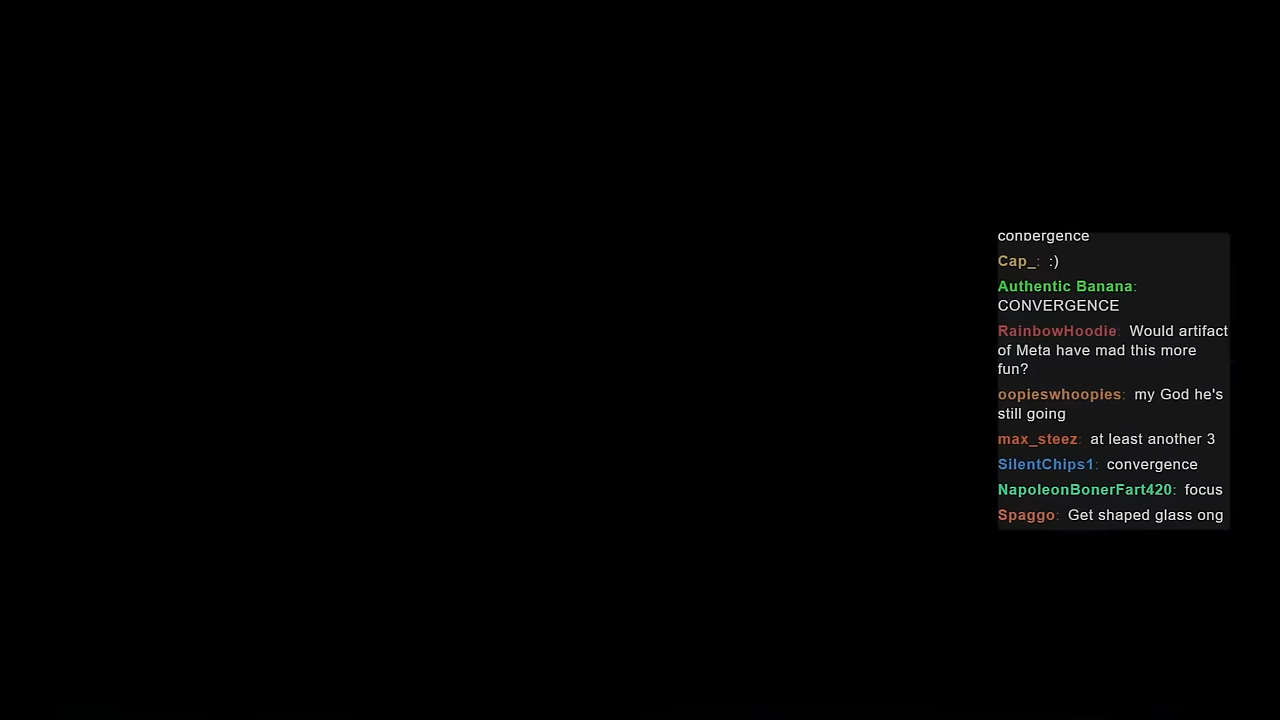 conbergence
Cap_: :)
Authentic Banana:
CONVERGENCE
RainbowHoodie: Would artifact
of Meta have mad this more
fun?
oopieswhoopies: my God he's
still going
max_steez: at least another 3
SilentChips1: convergence
NapoleonBonerFart420: focus
Spaggo: Get shaped glass ong